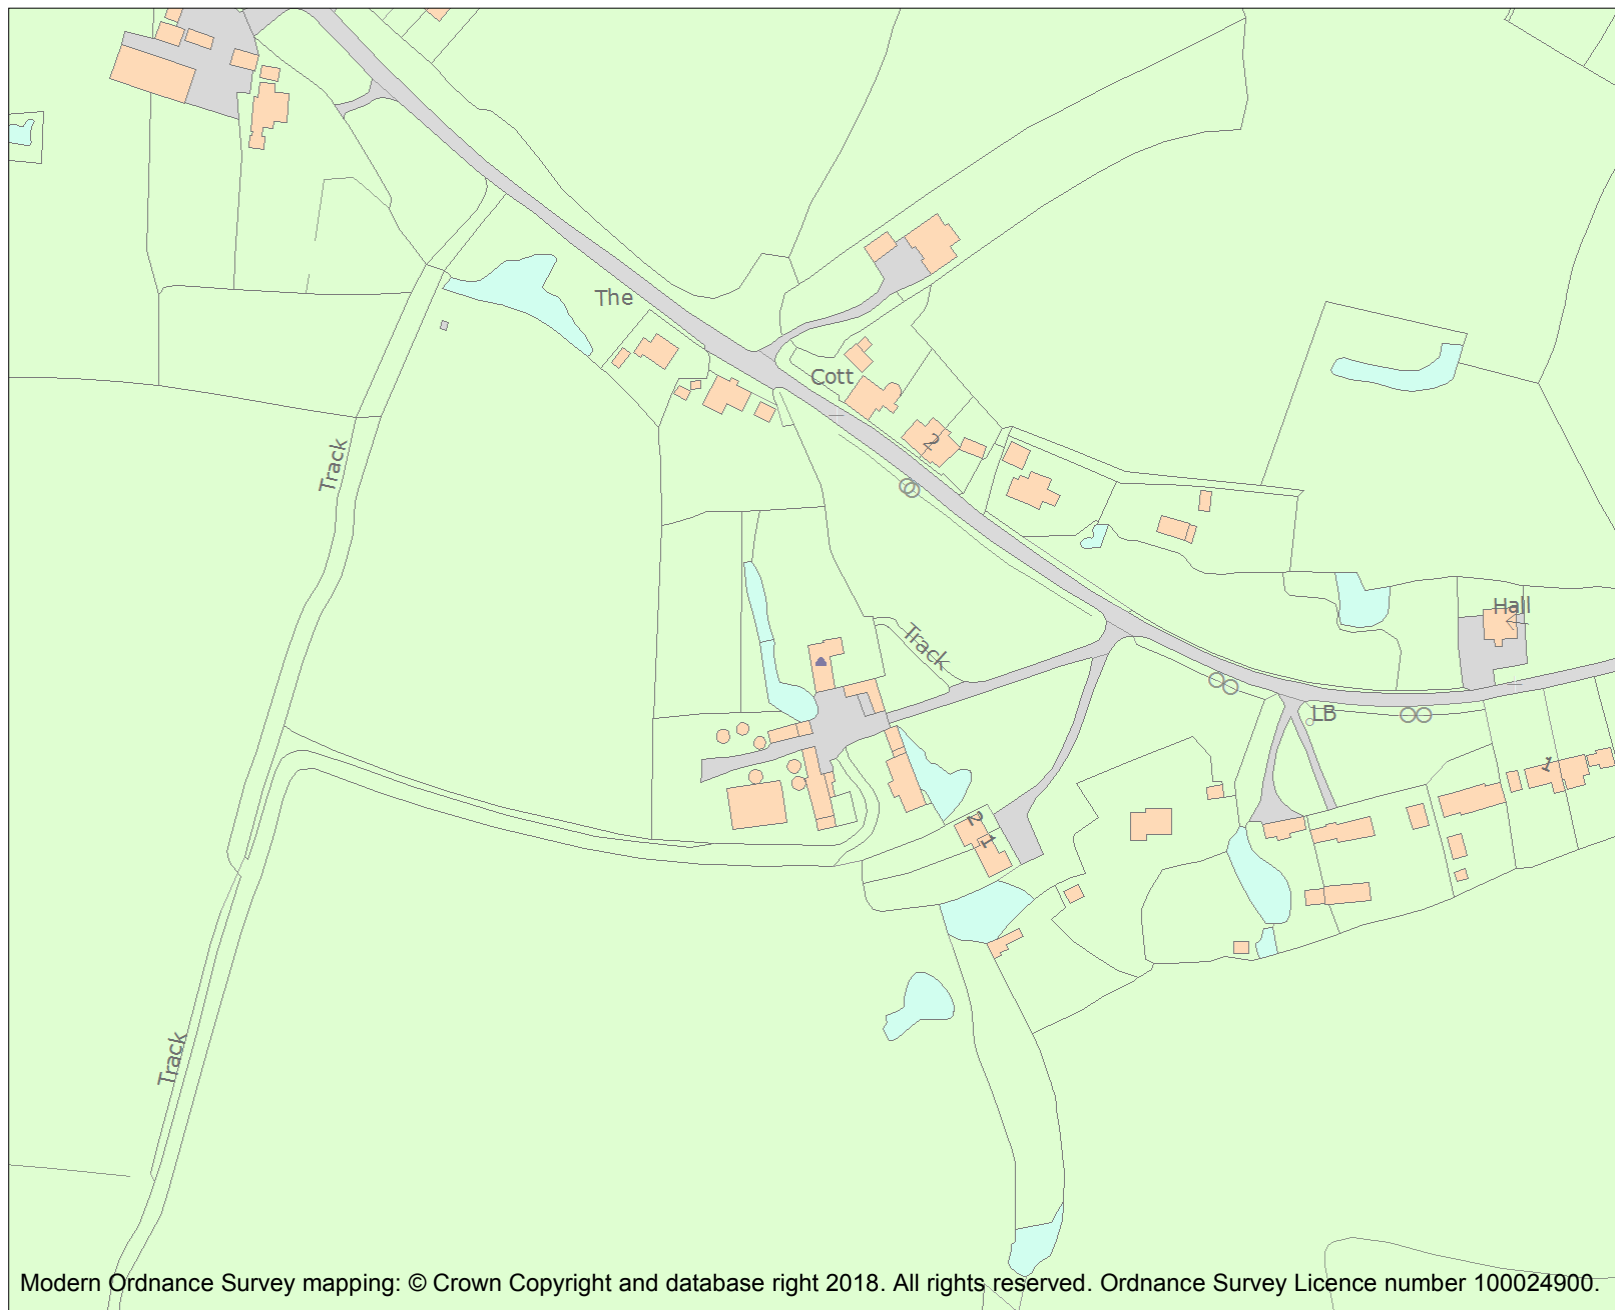 The
Cott
2
Track
Hall
Track
LB
1
2
1
Track
Modern Ordnance Survey mapping: © Crown Copyright and database right 2018. All rights reserved. Ordnance Survey Licence number 100024900.